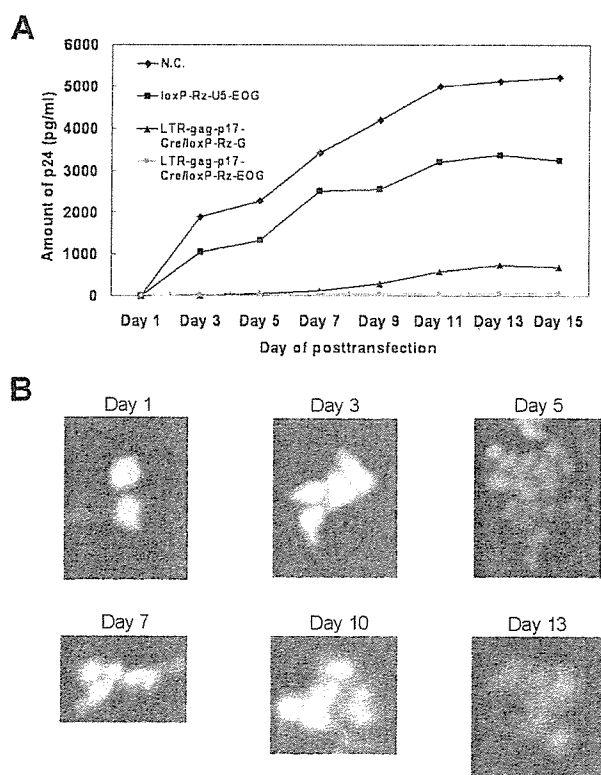 A
6000
5000
4000
3000
2000
1000
0
Amount of p24 (pg/ml)
N.C.
loxP-Rz-U5-EOG
LTR-gag-p17-
Cre/loxP-Rz-G
LTR-gag-p17-
Cre/loxP-Rz-EOG
Day 1 Day 3 Day 5 Day 7 Day 9 Day 11 Day 13 Day 15
Day of posttransfection
B
Day 1 Day 3 Day 5
Day 7 Day 10 Day 13